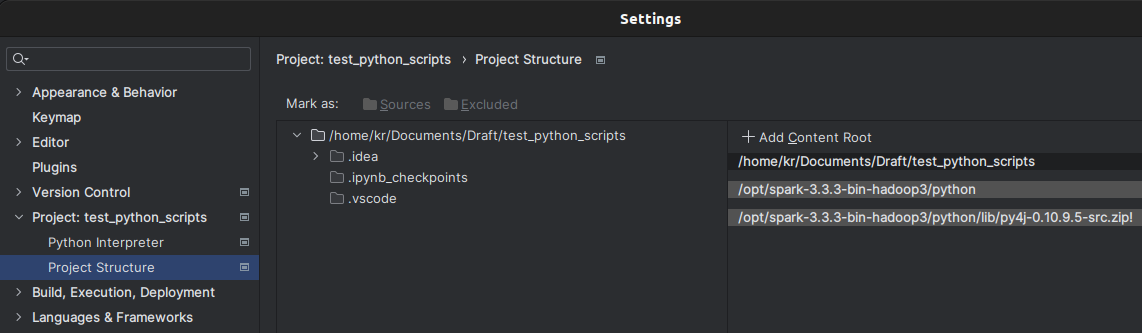 Settings
Project: test_python_scripts › Project Structure
Appearance & Behavior
Keymap
Editor
Plugins
Version Control
Project: test_python_scripts
Python Interpreter
Project Structure
Build, Execution, Deployment
Languages & Frameworks
Mark as: Sources Excluded
/home/kr/Documents/Draft/test_python_scripts
.idea
.ipynb_checkpoints
.vscode
+ Add Content Root
/home/kr/Documents/Draft/test_python_scripts
/opt/spark-3.3.3-bin-hadoop3/python
/opt/spark-3.3.3-bin-hadoop3/python/lib/py4j-0.10.9.5-src.zip!